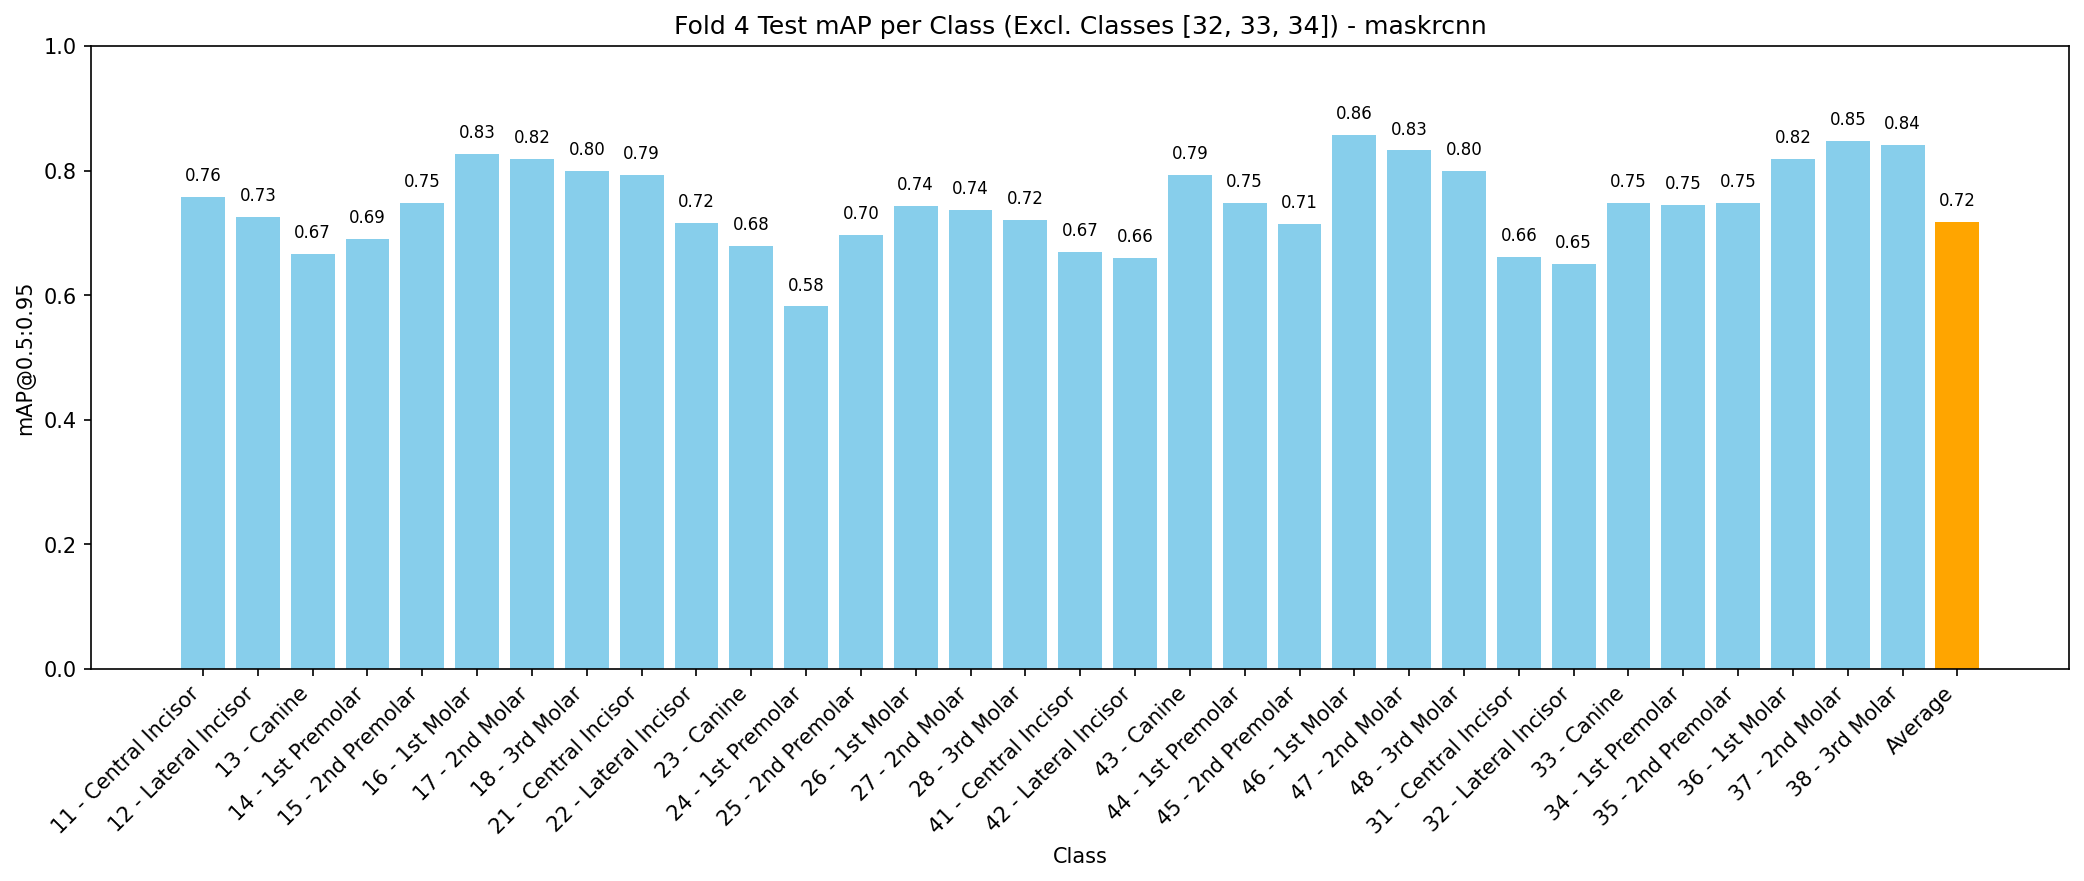 Fold 4 Test mAP per Class (Excl. Classes [32, 33, 34]) - maskrcnn
mAP@0.5:0.95
1.0
0.8
0.6
0.4
0.2
0.0
0.76
0.73
0.67
0.69
0.75
0.83
0.82
0.80
0.79
0.72
0.68
0.58
0.70
0.74
0.74
0.72
0.67
0.66
0.79
0.75
0.71
0.86
0.83
0.80
0.66
0.65
0.75
0.75
0.75
0.82
0.85
0.84
0.72
11 - Central Incisor
12 - Lateral Incisor
13 - Canine
14 - 1st Premolar
15 - 2nd Premolar
16 - 1st Molar
17 - 2nd Molar
18 - 3rd Molar
21 - Central Incisor
22 - Lateral Incisor
23 - Canine
24 - 1st Premolar
25 - 2nd Premolar
26 - 1st Molar
27 - 2nd Molar
28 - 3rd Molar
41 - Central Incisor
42 - Lateral Incisor
43 - Canine
44 - 1st Premolar
45 - 2nd Premolar
46 - 1st Molar
47 - 2nd Molar
48 - 3rd Molar
31 - Central Incisor
32 - Lateral Incisor
33 - Canine
34 - 1st Premolar
35 - 2nd Premolar
36 - 1st Molar
37 - 2nd Molar
38 - 3rd Molar
Average
Class